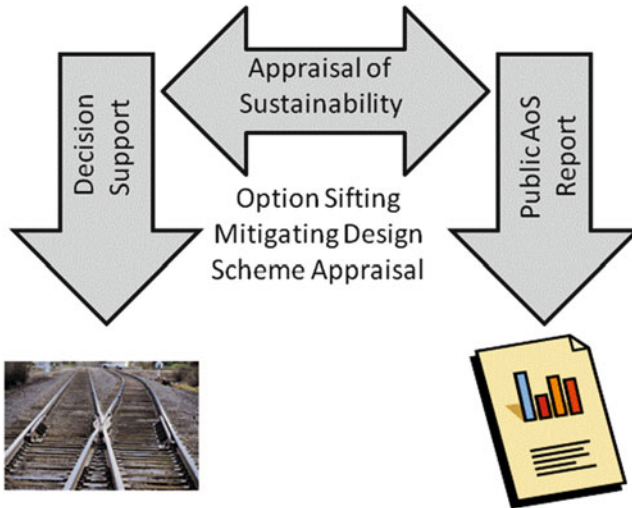 Appraisal of
Sustainability
Decision
Support
Public AoS
Report
Option Sifting
Mitigating Design
Scheme Appraisal